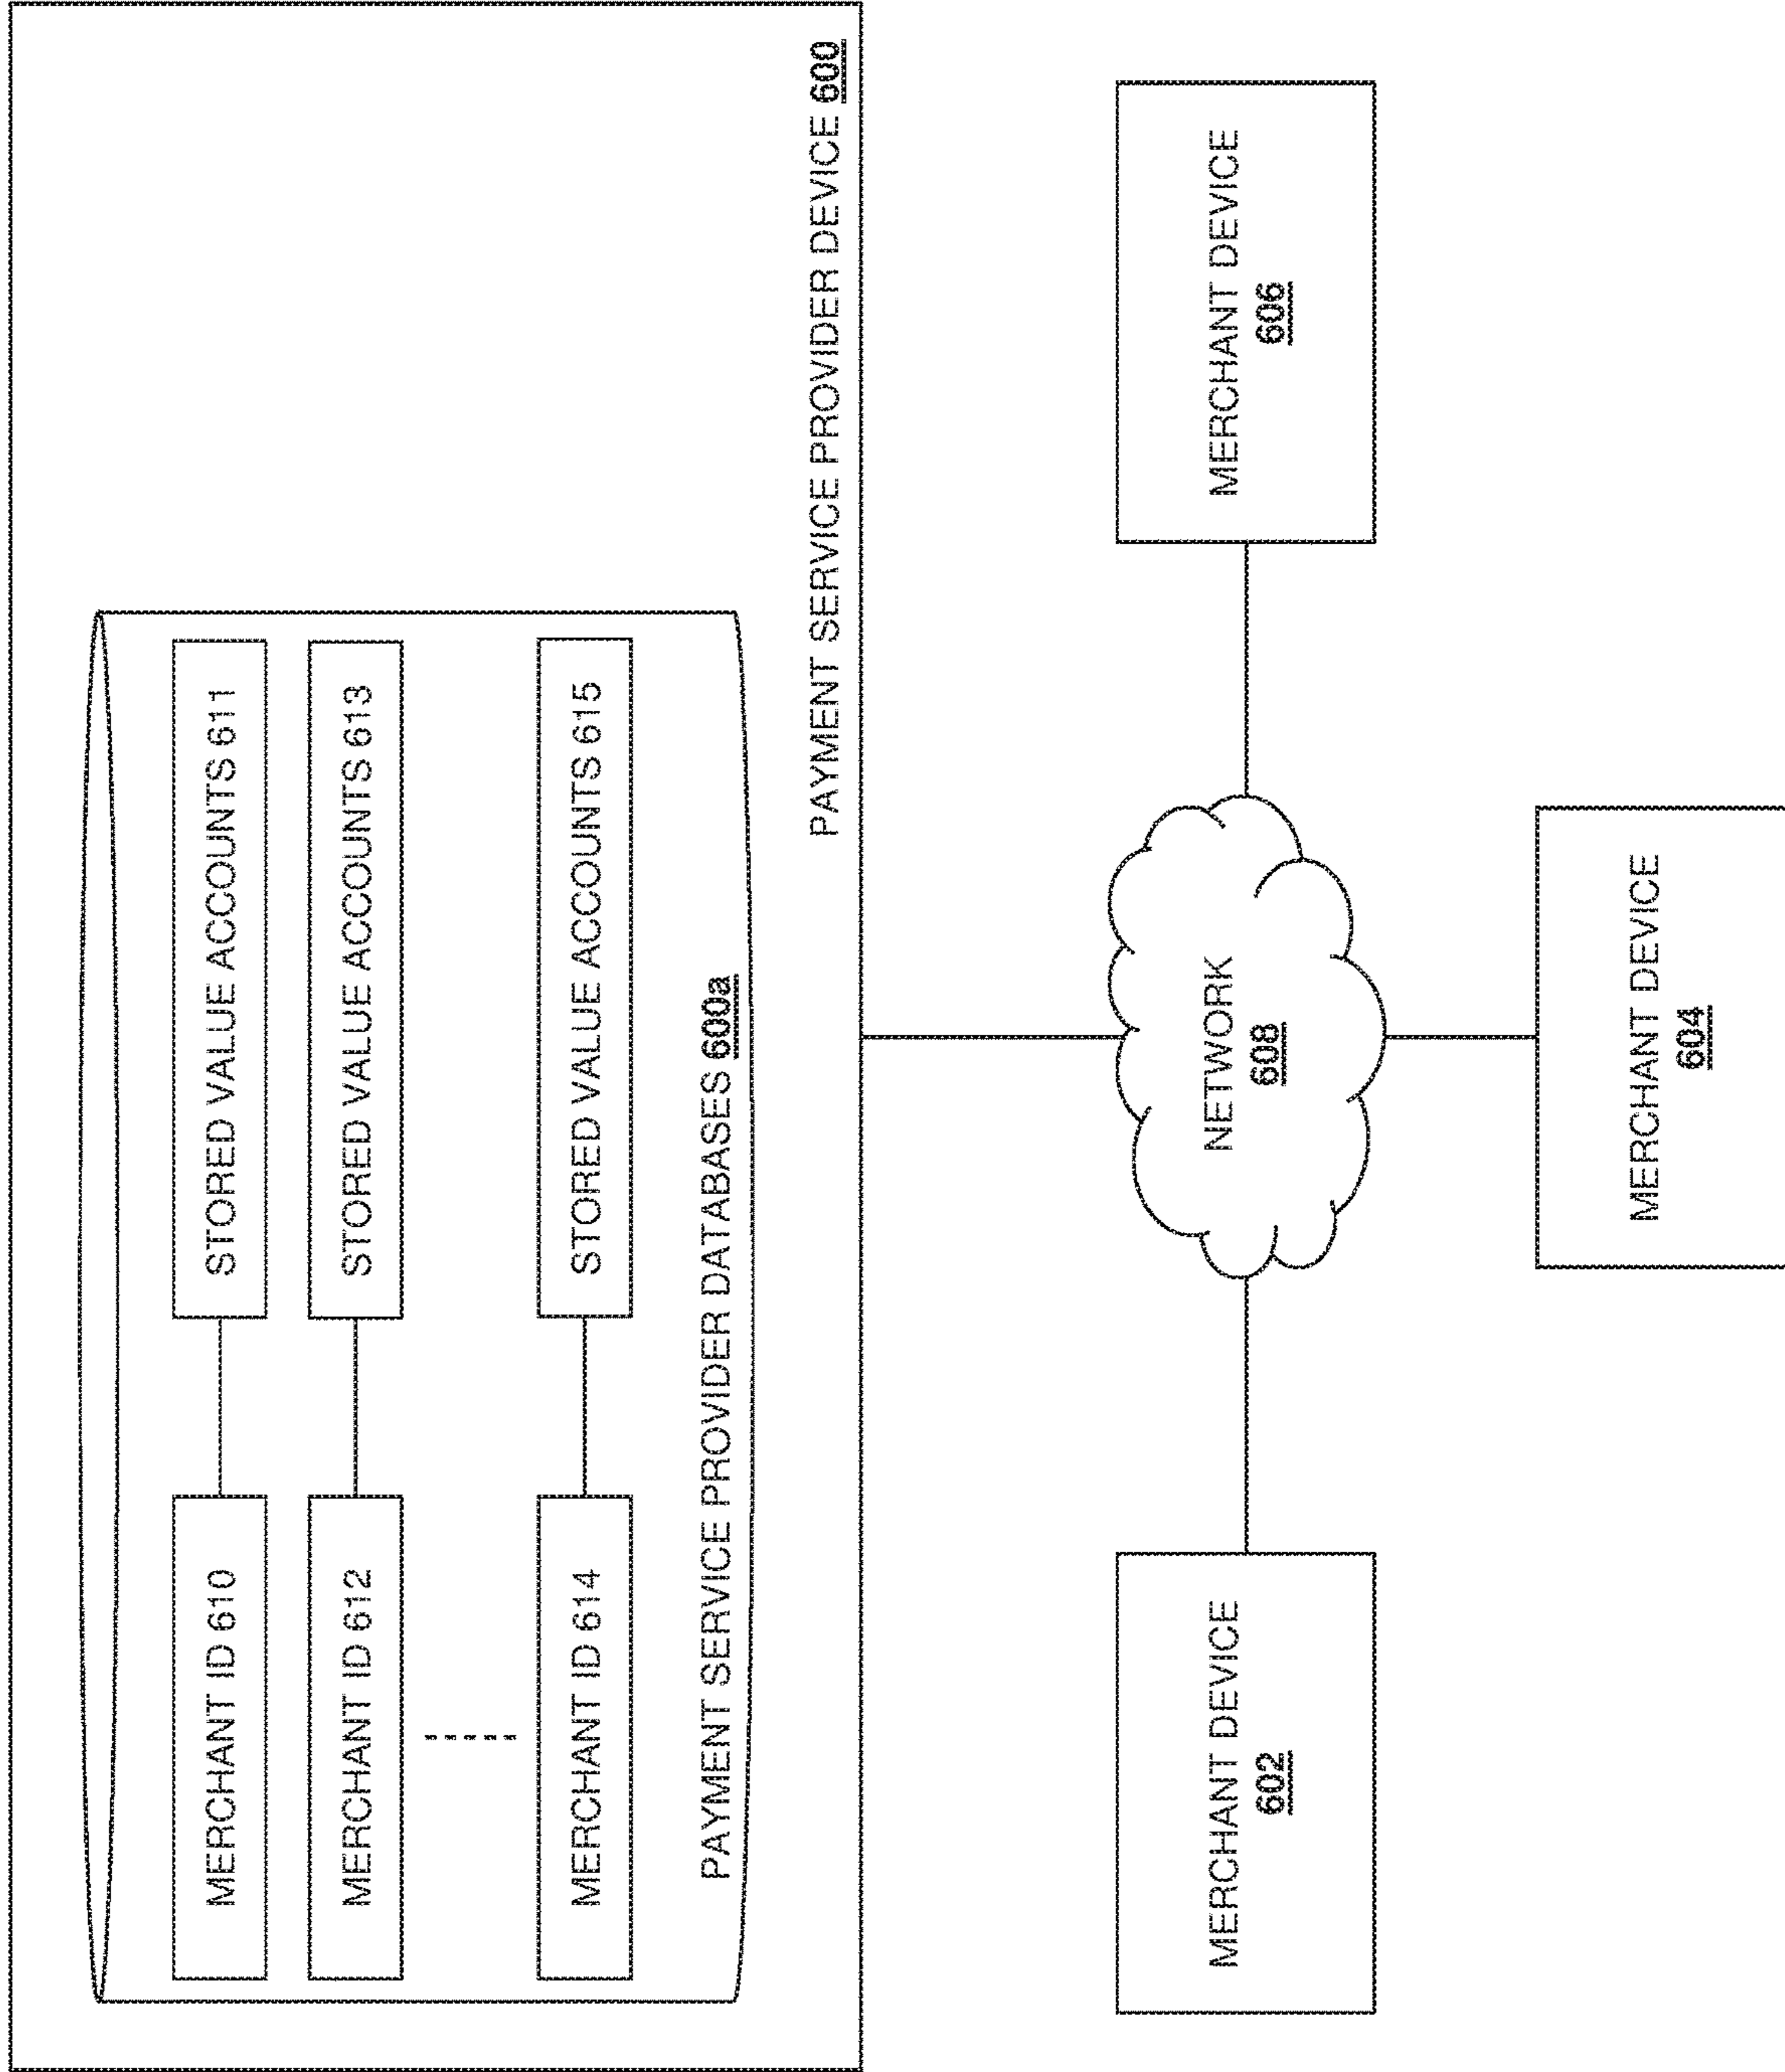 MERCHANT ID 610
STORED VALUE ACCOUNTS 611
MERCHANT ID 612
STORED VALUE ACCOUNTS 613
MERCHANT ID 614
STORED VALUE ACCOUNTS 615
PAYMENT SERVICE PROVIDER DATABASES 600a
PAYMENT SERVICE PROVIDER DEVICE 600
MERCHANT DEVICE
602
NETWORK
608
MERCHANT DEVICE
606
MERCHANT DEVICE
604